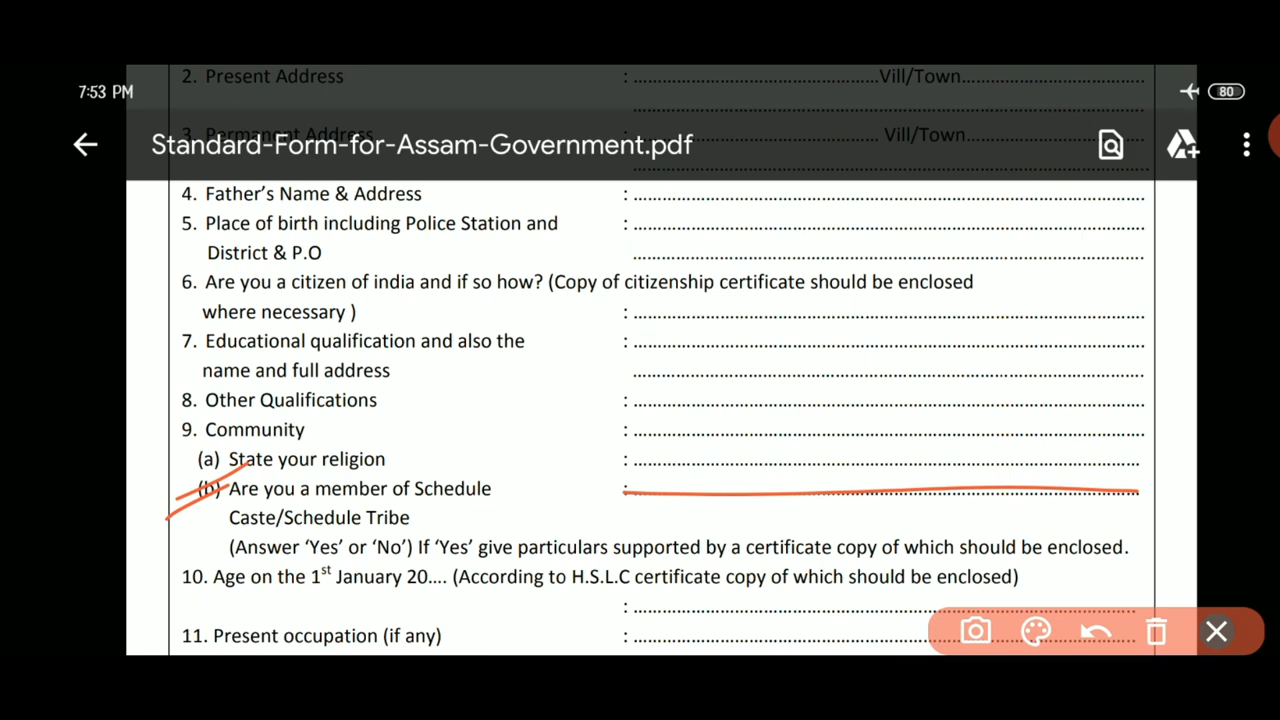 2. Present Address : ................................Vill/Town................................
7:53 PM
80
3. Permanent Address : ................................ Vill/Town................................
Standard-Form-for-Assam-Government.pdf
4. Father's Name & Address : ................................................................
5. Place of birth including Police Station and : ................................................................
District & P.O ................................................................
6. Are you a citizen of india and if so how? (Copy of citizenship certificate should be enclosed
where necessary ) : ................................................................
7. Educational qualification and also the : ................................................................
name and full address ................................................................
8. Other Qualifications : ................................................................
9. Community : ................................................................
(a) State your religion : ................................................................
(b) Are you a member of Schedule : ................................................................
Caste/Schedule Tribe
(Answer 'Yes' or 'No') If 'Yes' give particulars supported by a certificate copy of which should be enclosed.
10. Age on the 1st January 20.... (According to H.S.L.C certificate copy of which should be enclosed)
: ................................................................
11. Present occupation (if any) : ................................................................